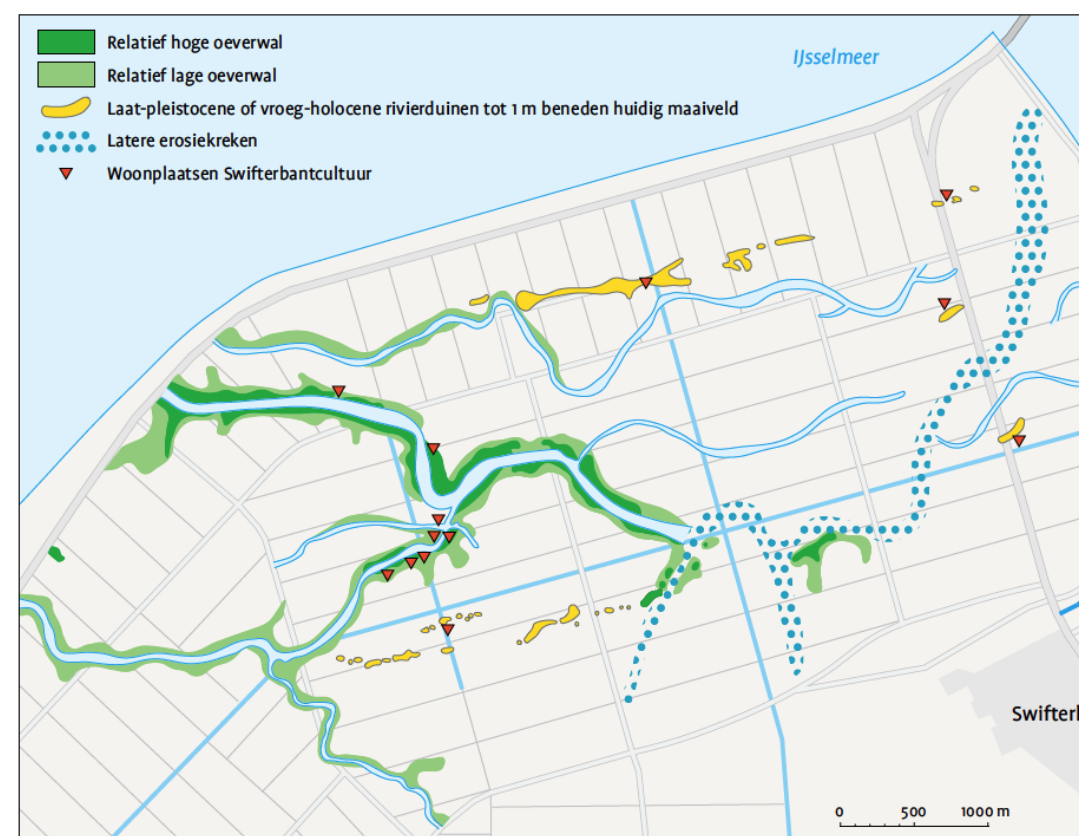 Relatief hoge oeverwal
Relatief lage oeverwal
Laat-pleistocene of vroeg-holocene rivierduinen tot 1 m beneden huidig maaiveld
Latere erosiekreken
Woonplaatsen Swifterbantcultuur
IJsselmeer
0 500 1000 m